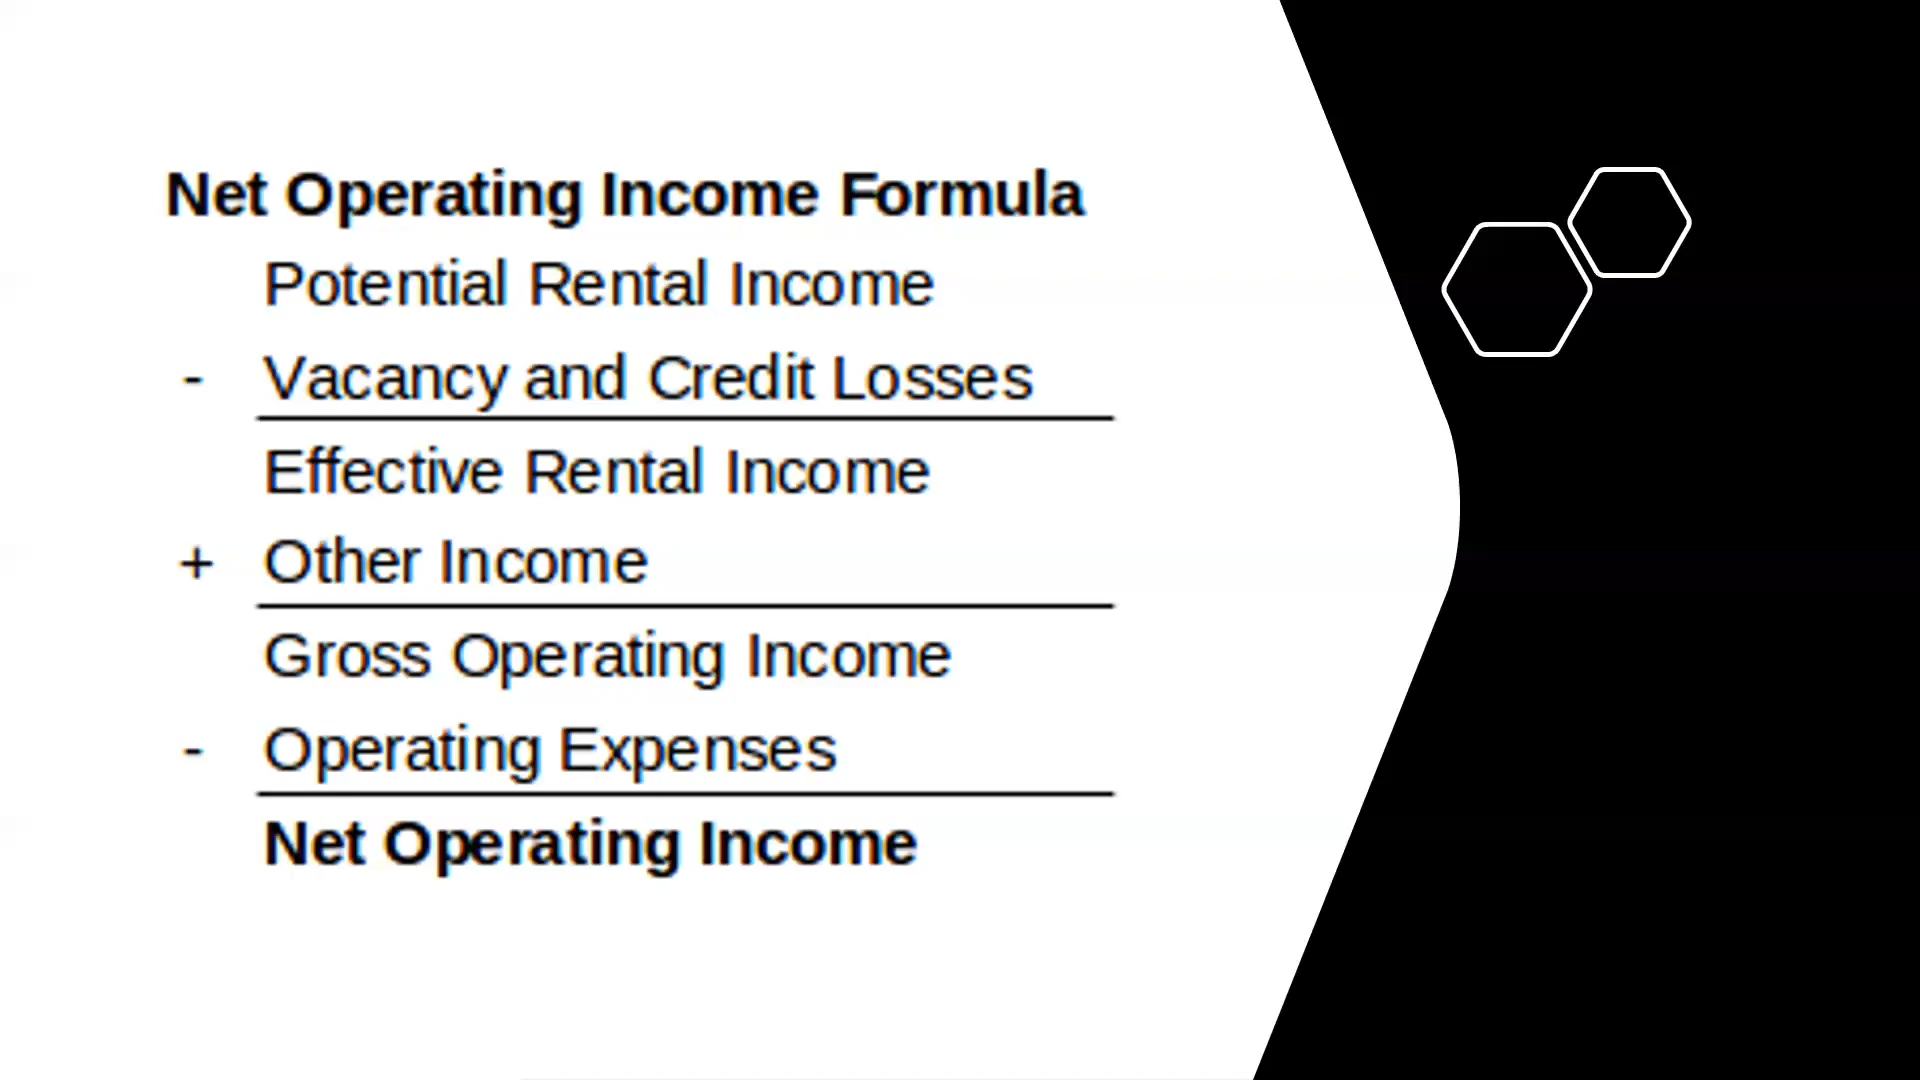 Net Operating Income Formula
Potential Rental Income
- Vacancy and Credit Losses
Effective Rental Income
+ Other Income
Gross Operating Income
- Operating Expenses
Net Operating Income